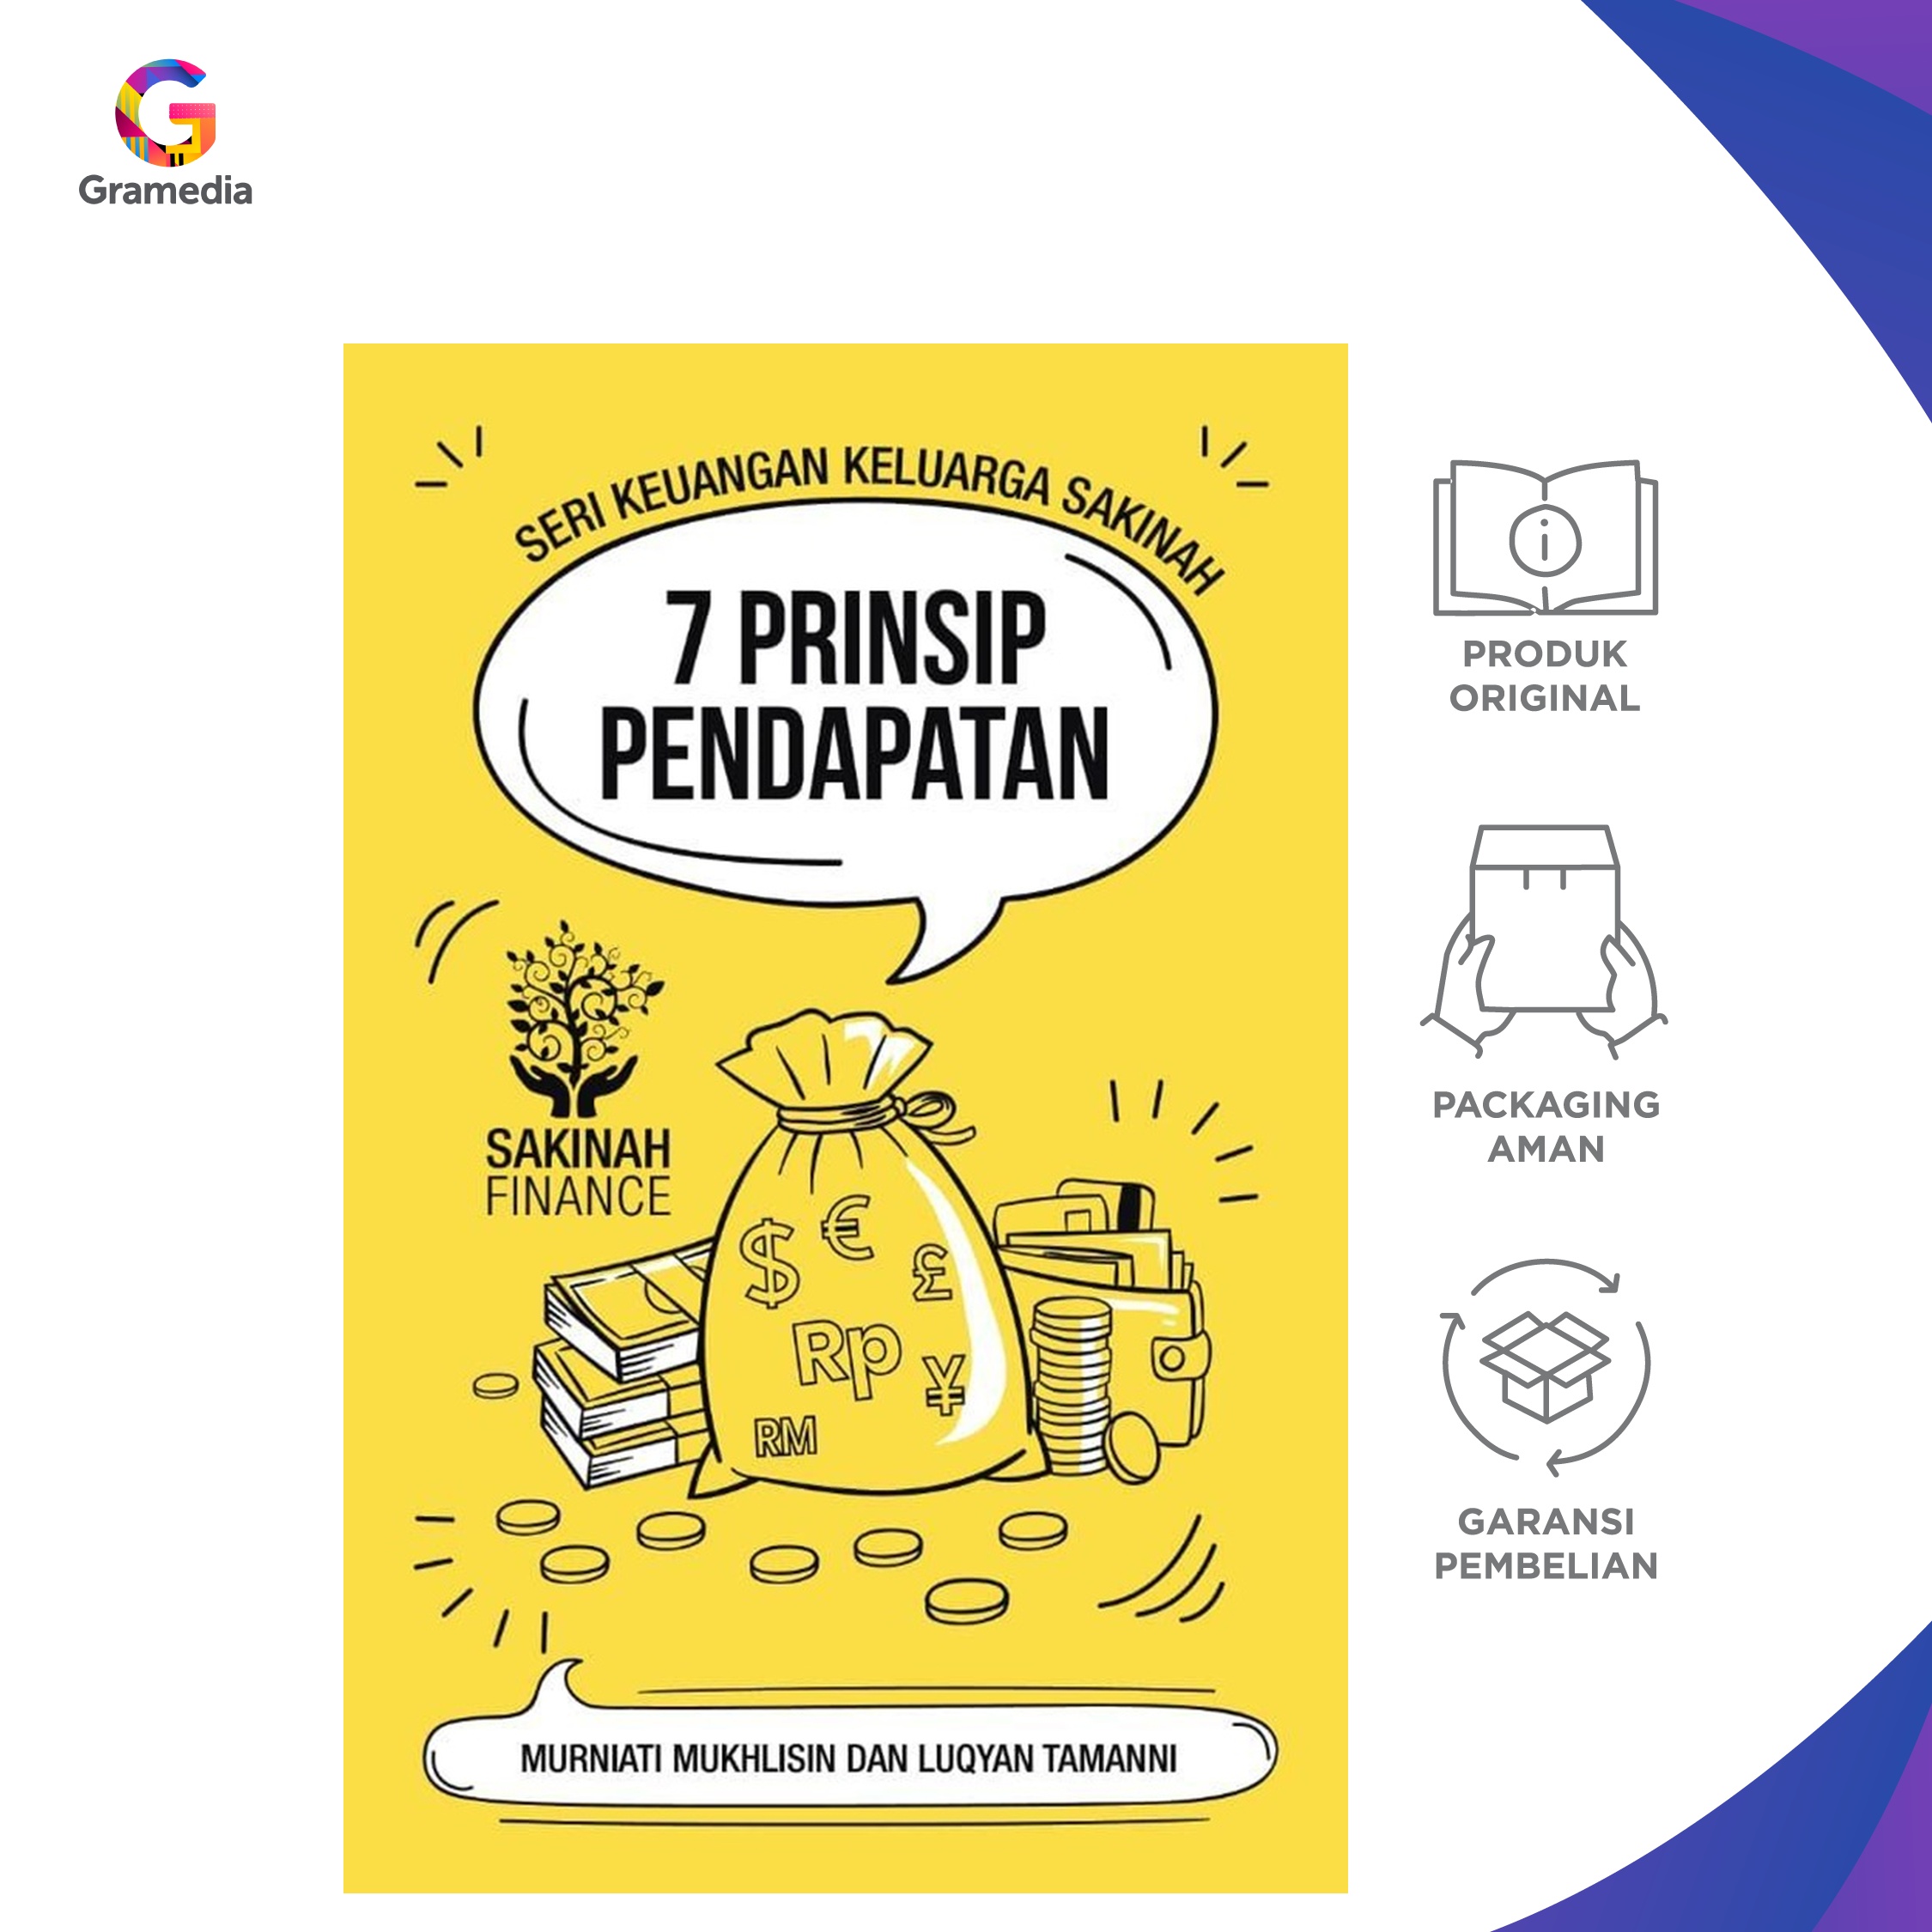 Gramedia
SERI KEUANGAN KELUARGA SAKINAH
7 PRINSIP
PENDAPATAN
SAKINAH
FINANCE
$ € £
Rp ¥
RM
MURNIATI MUKHLISIN DAN LUQYAN TAMANNI
PRODUK
ORIGINAL
PACKAGING
AMAN
GARANSI
PEMBELIAN